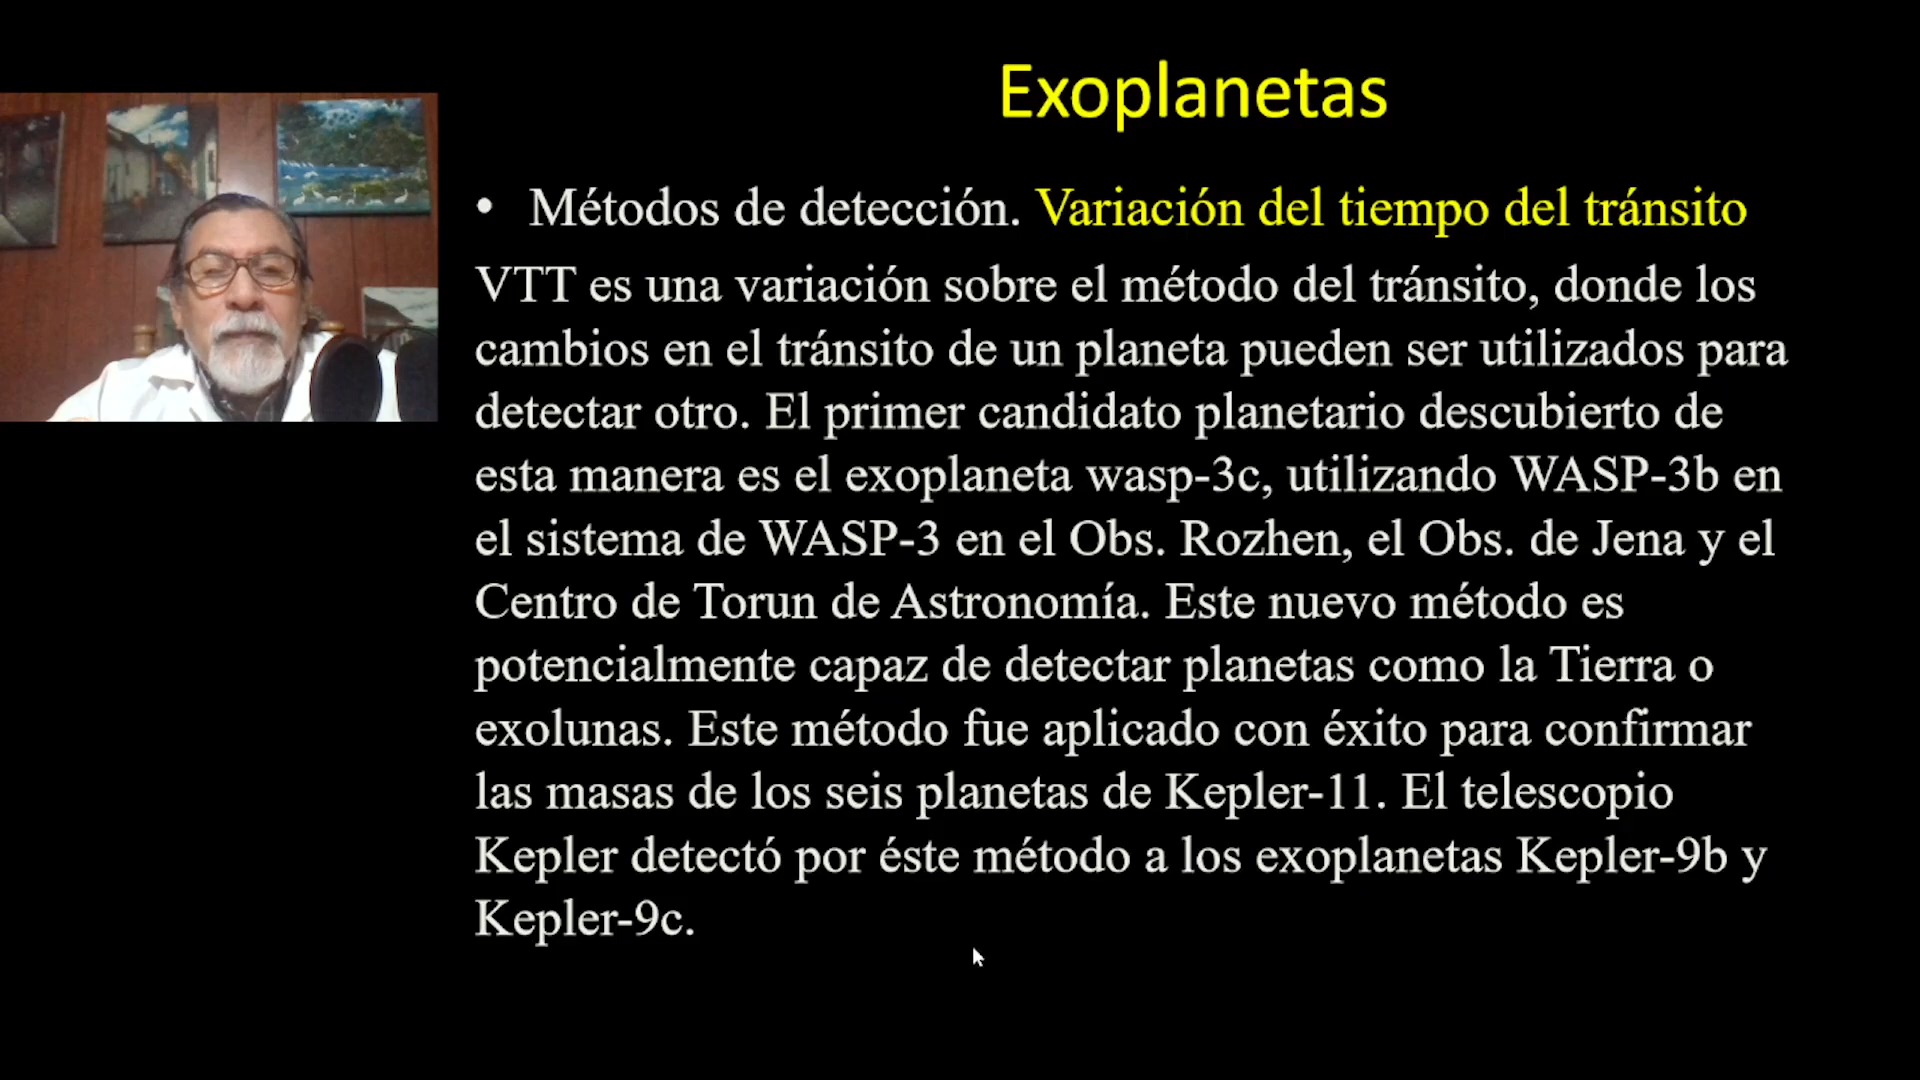 Exoplanetas
• Métodos de detección. Variación del tiempo del tránsito
VTT es una variación sobre el método del tránsito, donde los
cambios en el tránsito de un planeta pueden ser utilizados para
detectar otro. El primer candidato planetario descubierto de
esta manera es el exoplaneta wasp-3c, utilizando WASP-3b en
el sistema de WASP-3 en el Obs. Rozhen, el Obs. de Jena y el
Centro de Torun de Astronomía. Este nuevo método es
potencialmente capaz de detectar planetas como la Tierra o
exolunas. Este método fue aplicado con éxito para confirmar
las masas de los seis planetas de Kepler-11. El telescopio
Kepler detectó por éste método a los exoplanetas Kepler-9b y
Kepler-9c.